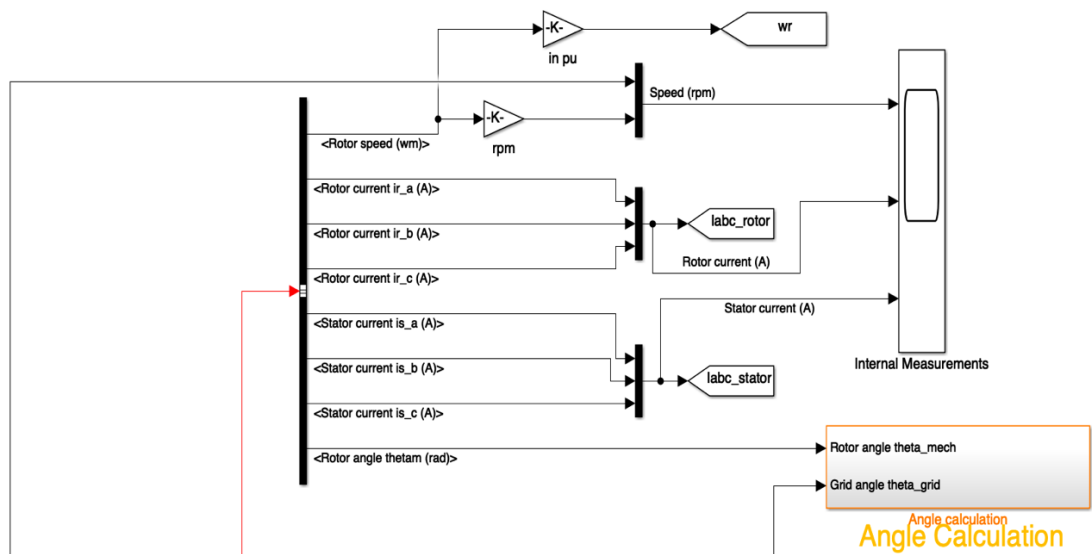 -K-
wr
in pu
Speed (rpm)
-K-
<Rotor speed (wm)>
rpm
<Rotor current ir_a (A)>
Iabc_rotor
<Rotor current ir_b (A)>
Rotor current (A)
<Rotor current ir_c (A)>
Stator current (A)
<Stator current is_a (A)>
<Stator current is_b (A)>
Internal Measurements
Iabc_stator
<Stator current is_c (A)>
Rotor angle theta_mech
<Rotor angle thetam (rad)>
Grid angle theta_grid
Angle calculation
Angle Calculation